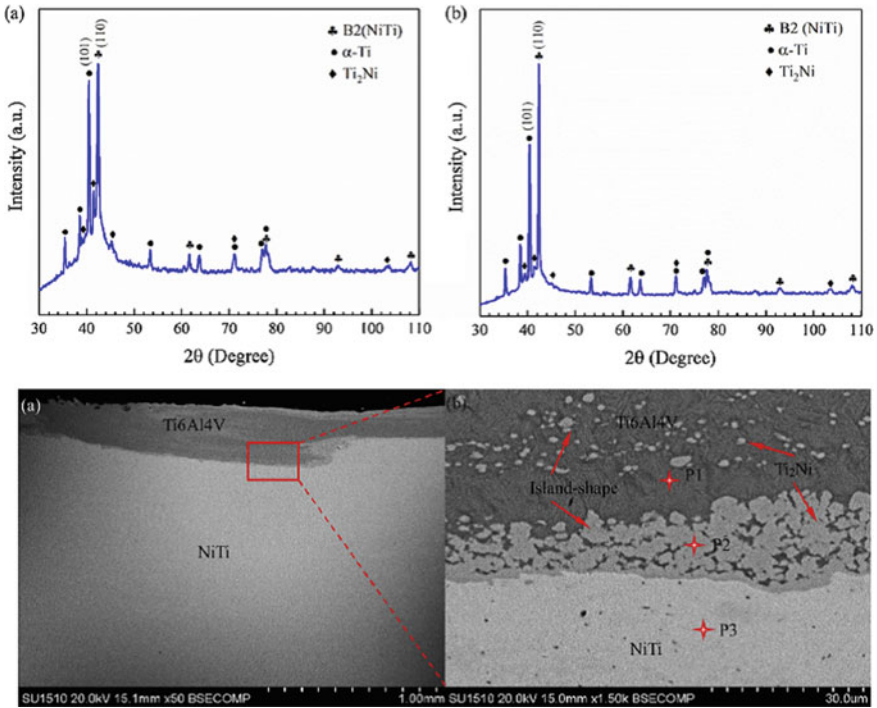 (a)
(101)
(110)
♣ B2(NiTi)
● α-Ti
♦ Ti₂Ni
Intensity (a.u.)
30 40 50 60 70 80 90 100 110
2θ (Degree)
(b)
(101)
(110)
♣ B2 (NiTi)
● α-Ti
♦ Ti₂Ni
Intensity (a.u.)
30 40 50 60 70 80 90 100 110
2θ (Degree)
(a)
Ti6Al4V
NiTi
SU1510 20.0kV 15.1mm x50 BSECOMP 1.00mm
(b)
Ti6Al4V
P1
Island-shape
Ti₂Ni
P2
P3
NiTi
SU1510 20.0kV 15.0mm x1.50k BSECOMP 30.0um